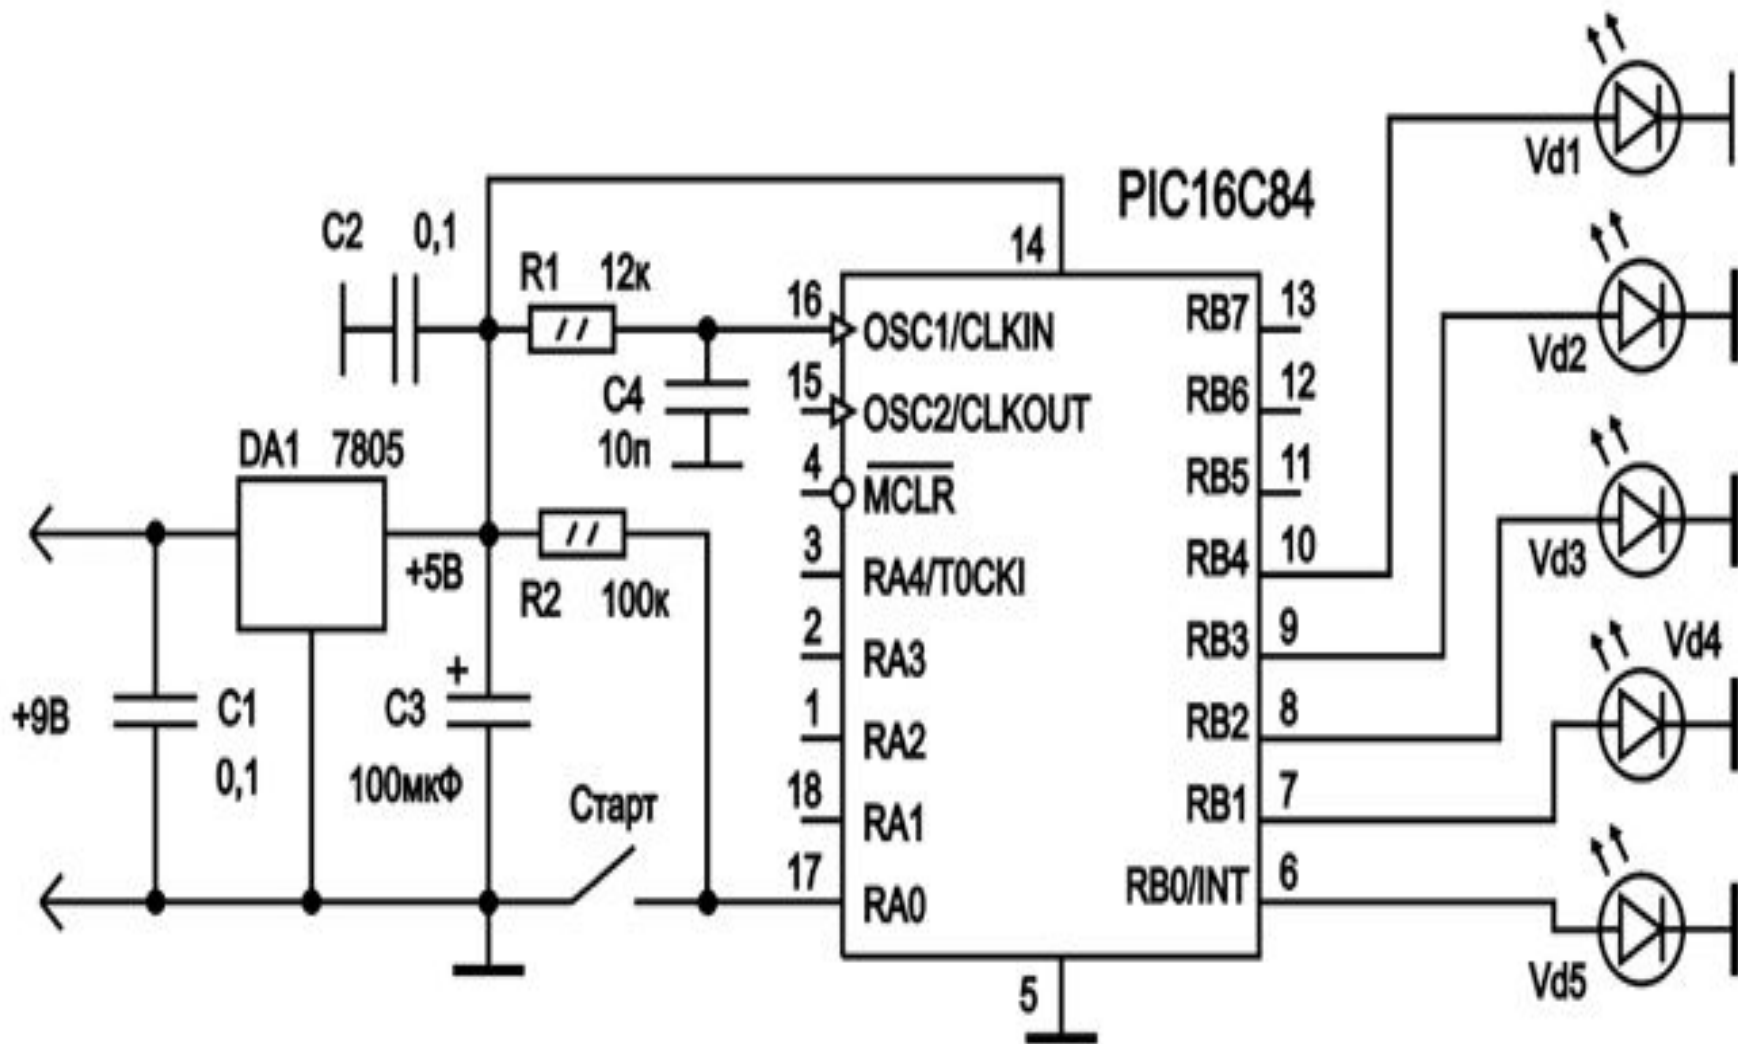 PIC16C84
C2 0,1
R1 12к
C4
10п
DA1 7805
+5В
R2 100к
+9В
C1
0,1
+
C3
100мкФ
Старт
14
16 OSC1/CLKIN
15 OSC2/CLKOUT
4 MCLR
3 RA4/T0CKI
2 RA3
1 RA2
18 RA1
17 RA0
5
RB7 13
RB6 12
RB5 11
RB4 10
RB3 9
RB2 8
RB1 7
RB0/INT 6
Vd1
Vd2
Vd3
Vd4
Vd5